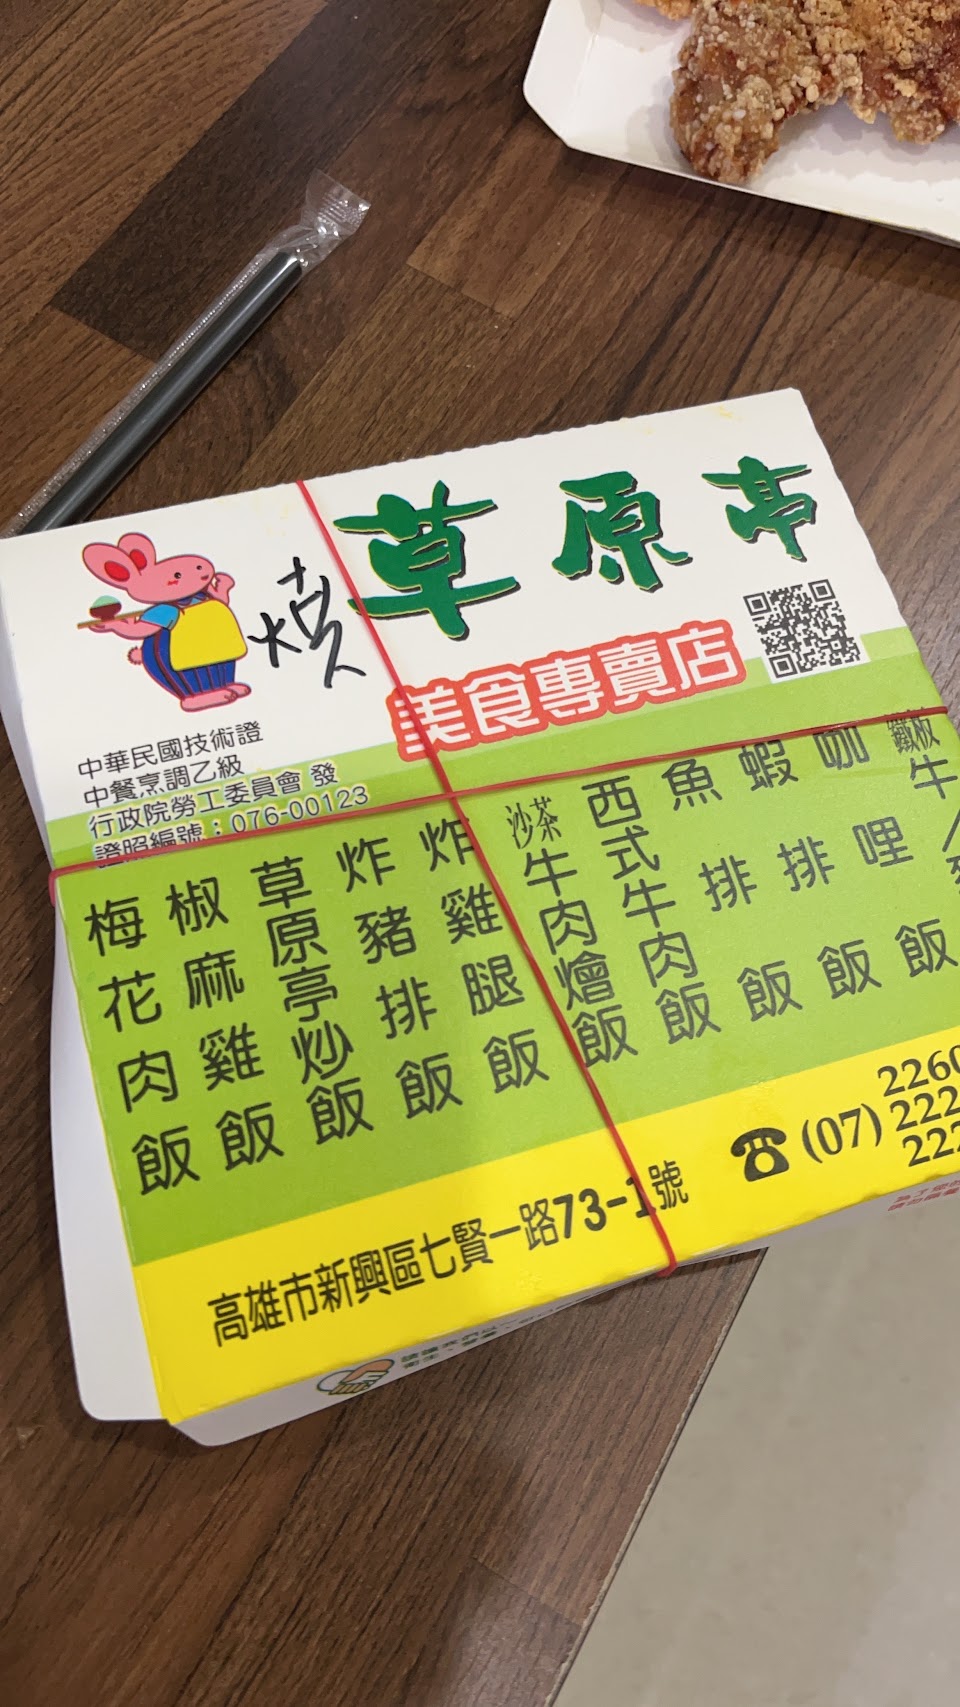 草原亭
燒
美食專賣店
中華民國技術證
中餐烹調乙級
行政院勞工委員會 發
證照編號：076-00123
梅花肉飯
椒麻雞飯
草原亭炒飯
炸豬排飯
炸雞腿飯
沙茶牛肉燴飯
西式牛肉飯
魚排飯
蝦排飯
咖哩飯
鐵板牛
(07)
2260
222
222
高雄市新興區七賢一路73-1號